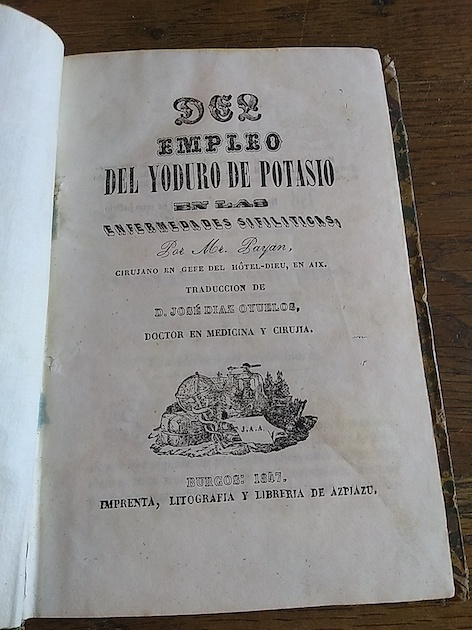 DEL
EMPLEO
DEL YODURO DE POTASIO
EN LAS
ENFERMEDADES SIFILITICAS,
Por Mr. Payan,
CIRUJANO EN GEFE DEL HÔTEL-DIEU, EN AIX.
TRADUCCION DE
D. JOSÉ DIAZ OYUELOS,
DOCTOR EN MEDICINA Y CIRUJIA.
J.A.A.
BURGOS: 1847.
IMPRENTA, LITOGRAFIA Y LIBRERIA DE AZPIAZU.